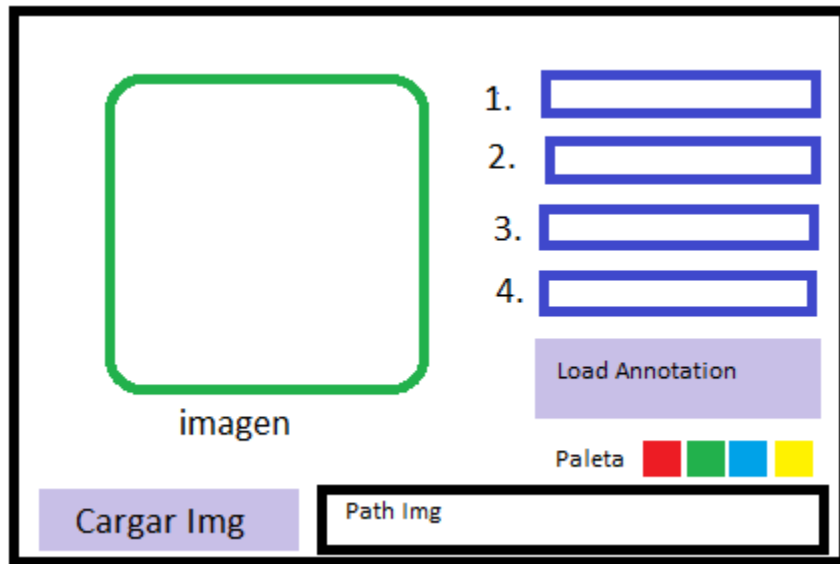 1.
2.
3.
4.
imagen
Load Annotation
Paleta
Cargar Img
Path Img